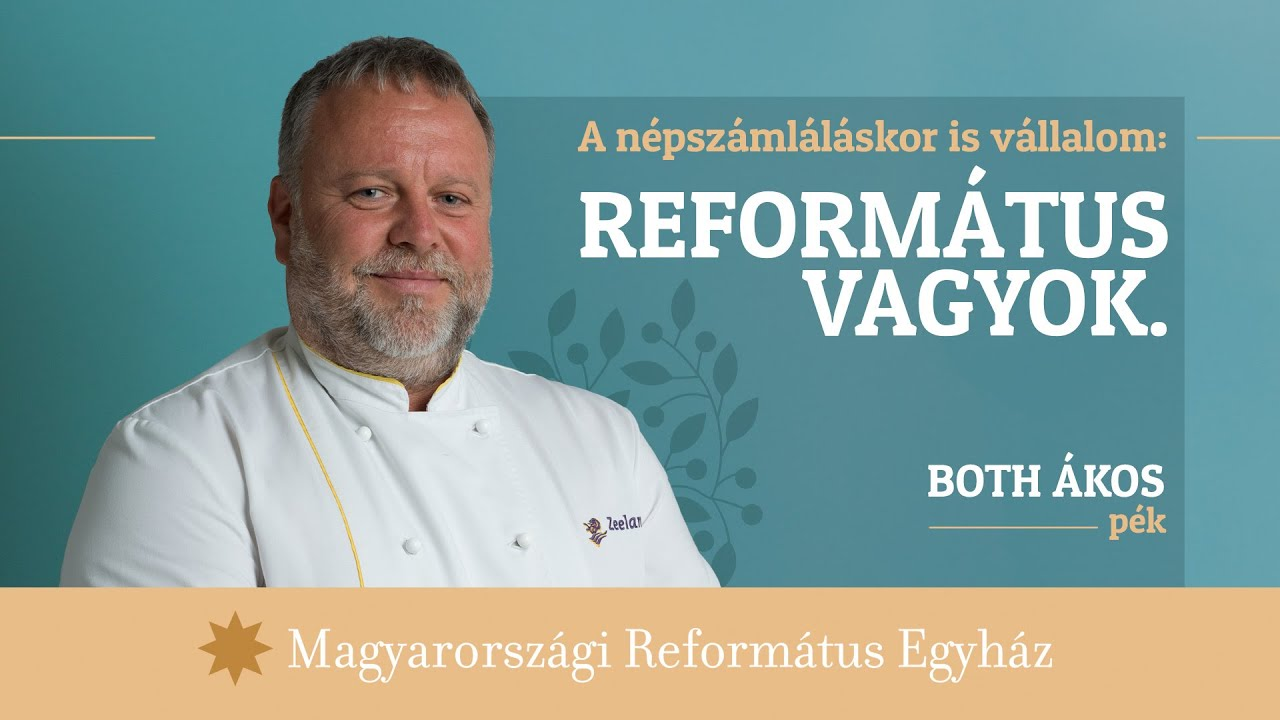 A népszámláláskor is vállalom:
REFORMÁTUS
VAGYOK.
BOTH ÁKOS
pék
Magyarországi Református Egyház